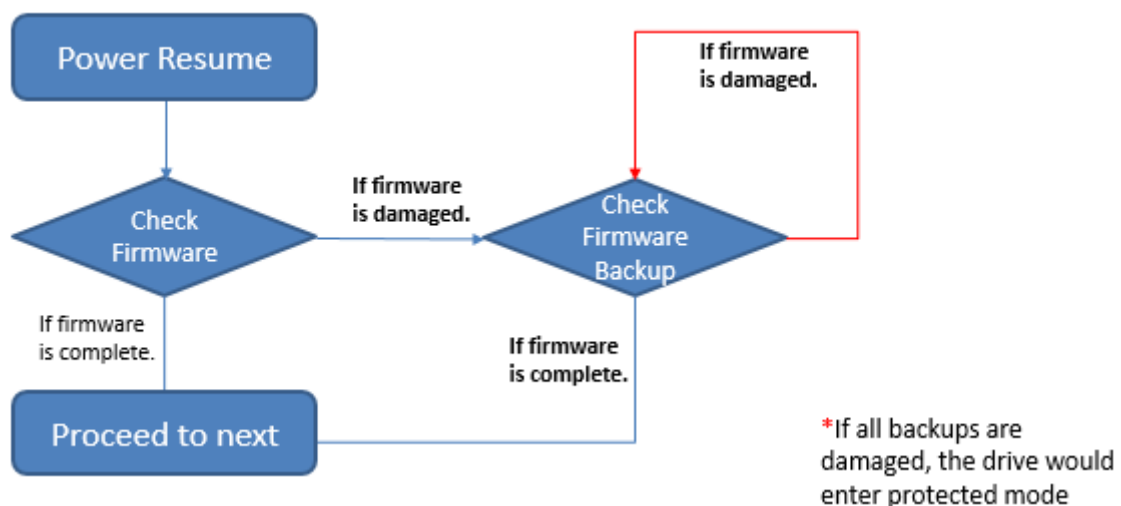 Power Resume
If firmware
is damaged.
Check
Firmware
If firmware
is damaged.
Check
Firmware
Backup
If firmware
is complete.
If firmware
is complete.
Proceed to next
*If all backups are
damaged, the drive would
enter protected mode